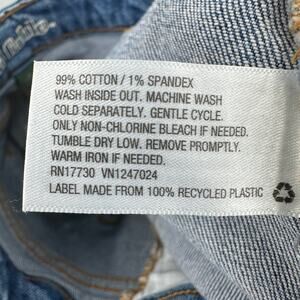 99% COTTON / 1% SPANDEX
WASH INSIDE OUT. MACHINE WASH
COLD SEPARATELY. GENTLE CYCLE.
ONLY NON-CHLORINE BLEACH IF NEEDED.
TUMBLE DRY LOW. REMOVE PROMPTLY.
WARM IRON IF NEEDED.
RN17730 VN1247024
LABEL MADE FROM 100% RECYCLED PLASTIC